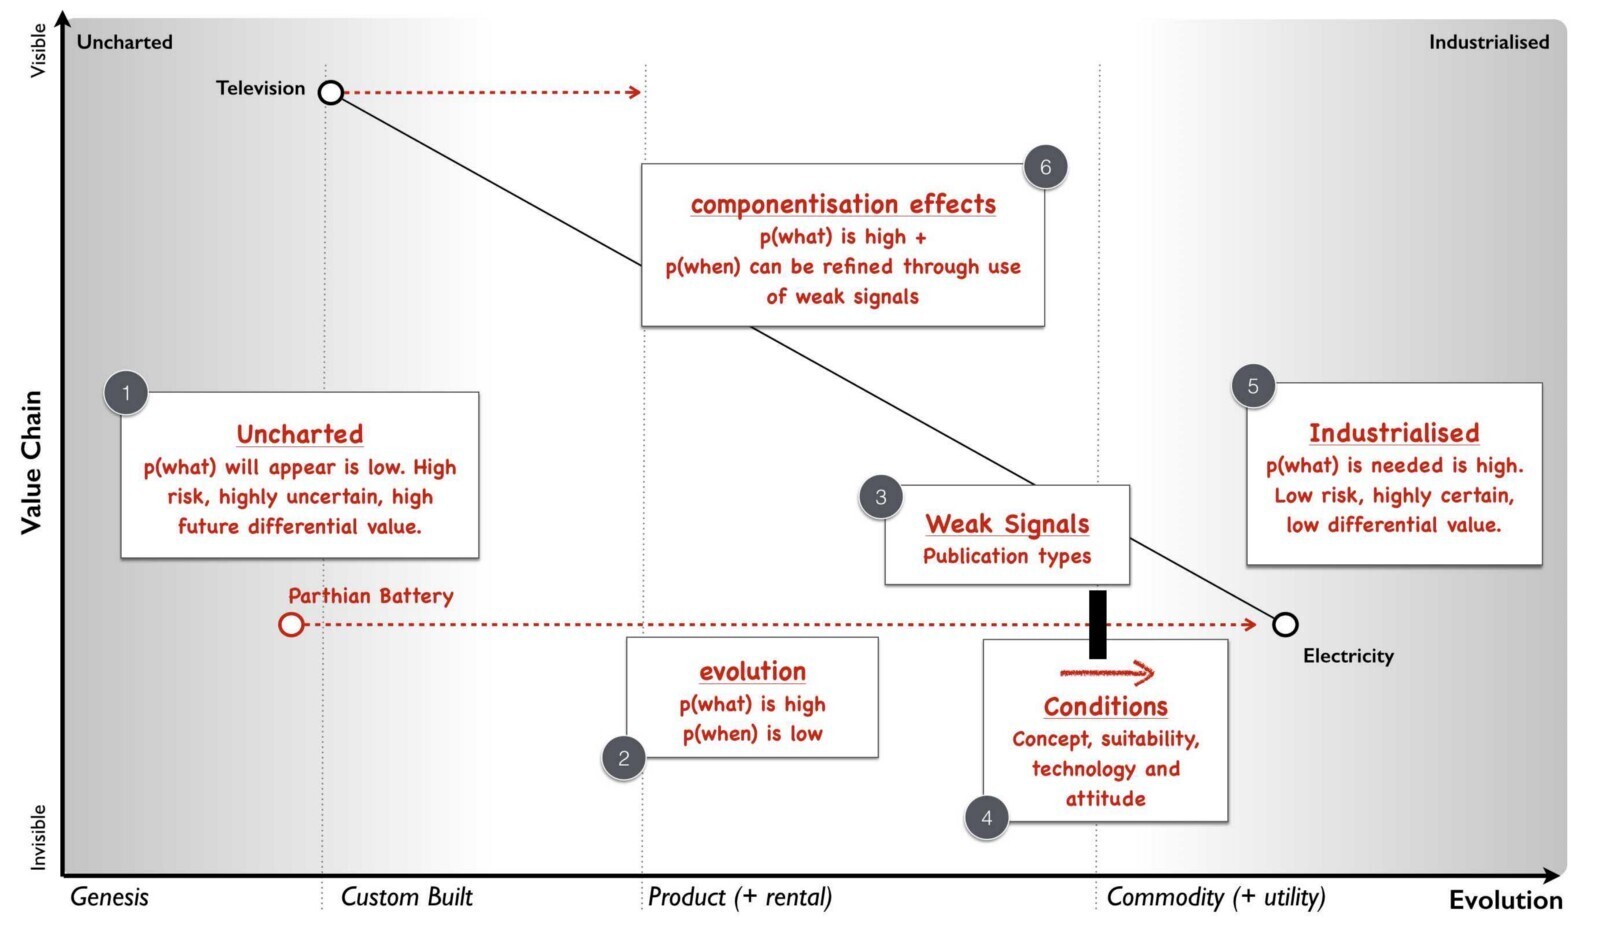 Visible
Uncharted
Industrialised
Television
6
componentisation effects
p(what) is high +
p(when) can be refined through use
of weak signals
1
Uncharted
p(what) will appear is low. High
risk, highly uncertain, high
future differential value.
5
Industrialised
p(what) is needed is high.
Low risk, highly certain,
low differential value.
Value Chain
3
Weak Signals
Publication types
Parthian Battery
Electricity
evolution
p(what) is high
p(when) is low
2
Conditions
Concept, suitability,
technology and
attitude
4
Invisible
Genesis
Custom Built
Product (+ rental)
Commodity (+ utility)
Evolution